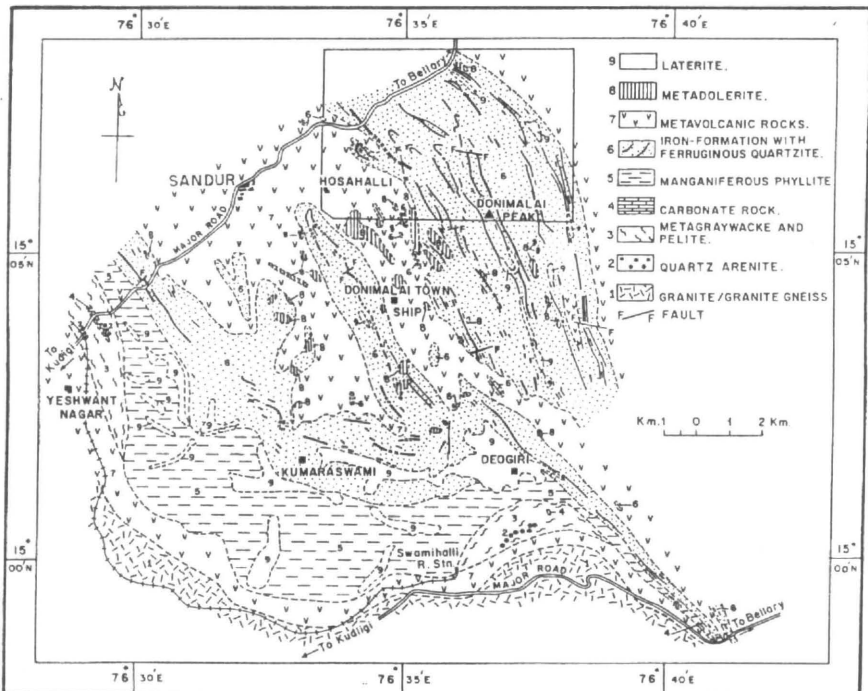 76° 30'E
76° 35'E
76° 40'E
N
To Bellary
SANDUR
MAJOR ROAD
HOSAHALLI
DONIMALAI
PEAK
15°
05'N
15°
05'N
DONIMALAI TOWN
SHIP
To
Kudligi
YESHWANT
NAGAR
KUMARASWAMI
DEOGIRI
15°
00'N
15°
00'N
Swamihalli
R. Stn.
MAJOR ROAD
To Kudligi
To Bellary
9 LATERITE.
8 METADOLERITE.
7 METAVOLCANIC ROCKS.
6 IRON-FORMATION WITH
FERRUGINOUS QUARTZITE.
5 MANGANIFEROUS PHYLLITE
4 CARBONATE ROCK.
3 METAGRAYWACKE AND
PELITE.
2 QUARTZ ARENITE.
1 GRANITE/GRANITE GNEISS
F F FAULT
Km. 1 0 1 2 Km.
76° 30'E
76° 35'E
76° 40'E